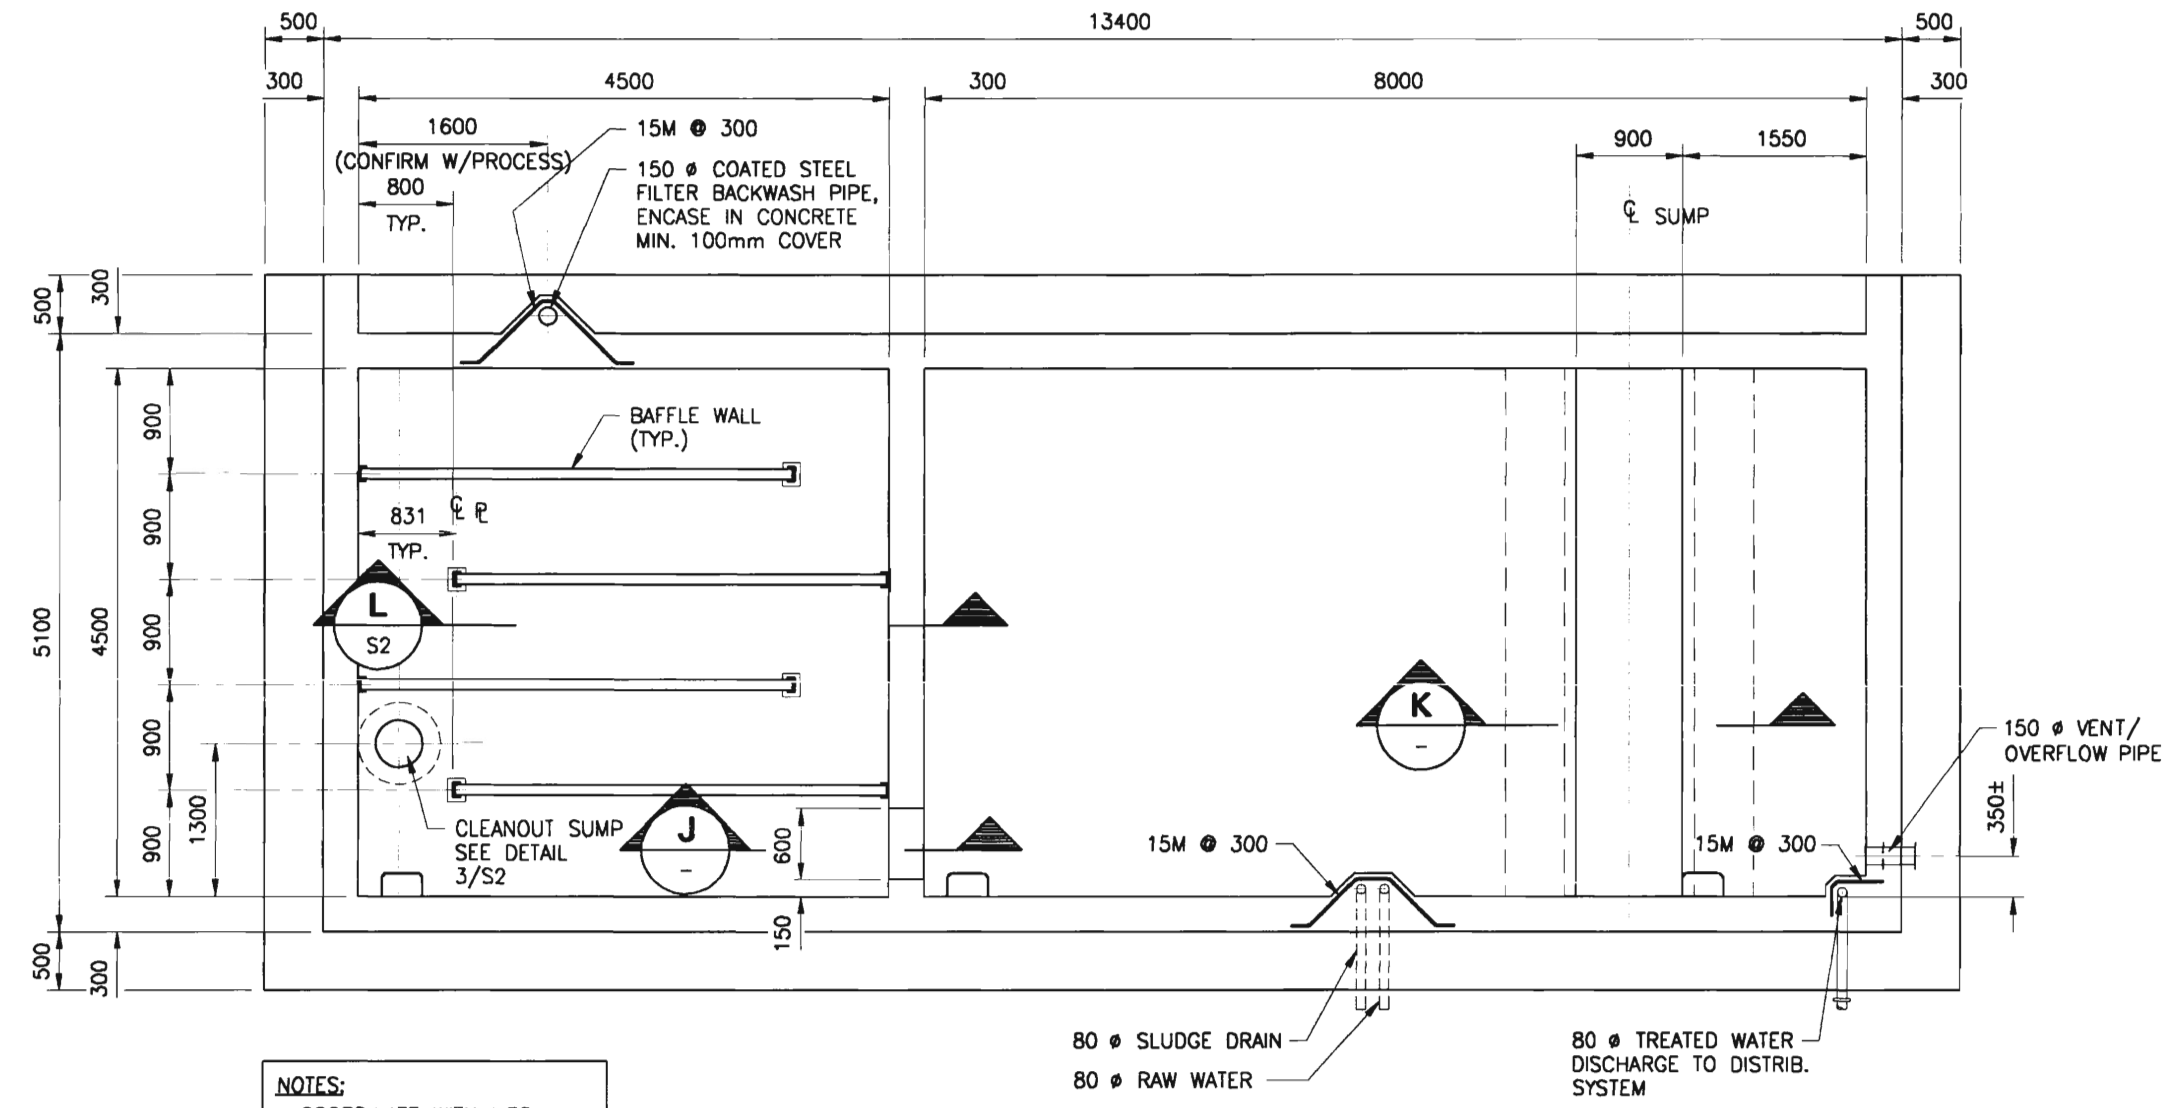 500
13400
500
300
4500
300
8000
300
1600
(CONFIRM W/PROCESS)
800
TYP.
15M @ 300
150 ø COATED STEEL
FILTER BACKWASH PIPE,
ENCASE IN CONCRETE
MIN. 100mm COVER
900
1550
℄ SUMP
500
300
5100
4500
900
900
900
900
900
1300
BAFFLE WALL
(TYP.)
831
TYP.
℄ ⅊
L
S2
K
-
J
-
CLEANOUT SUMP
SEE DETAIL
3/S2
600
150
15M @ 300
15M @ 300
150 ø VENT/
OVERFLOW PIPE
350±
500
300
80 ø SLUDGE DRAIN
80 ø RAW WATER
80 ø TREATED WATER
DISCHARGE TO DISTRIB.
SYSTEM
NOTES: